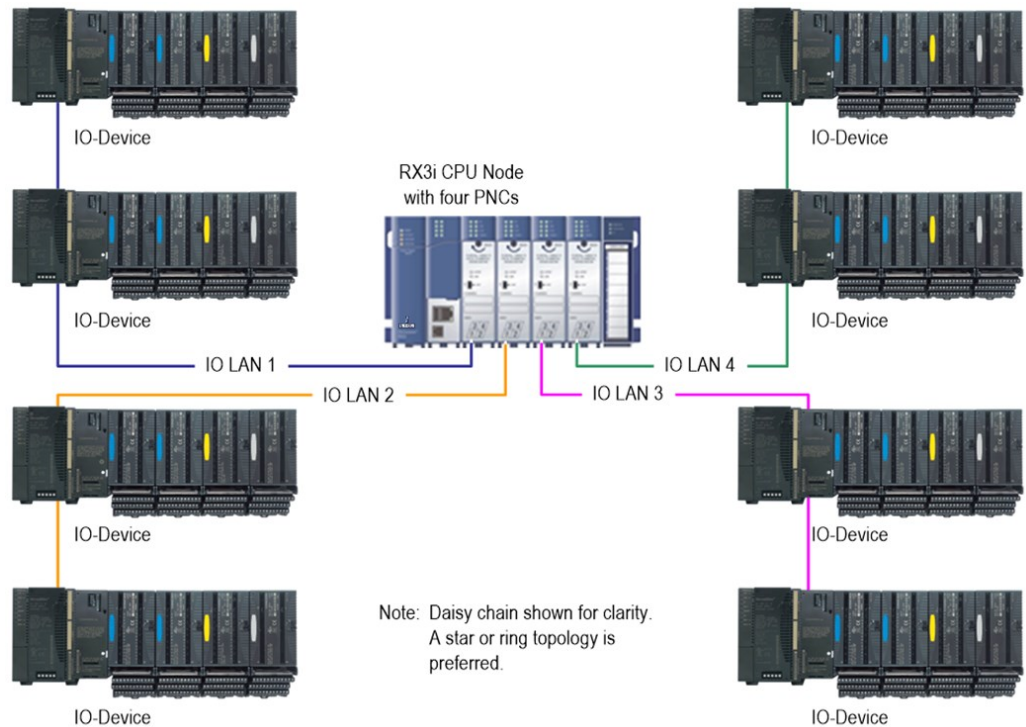 IO-Device
IO-Device
RX3i CPU Node
with four PNCs
IO-Device
IO-Device
IO LAN 1
IO LAN 4
IO LAN 2
IO LAN 3
IO-Device
IO-Device
Note: Daisy chain shown for clarity.
A star or ring topology is
preferred.
IO-Device
IO-Device